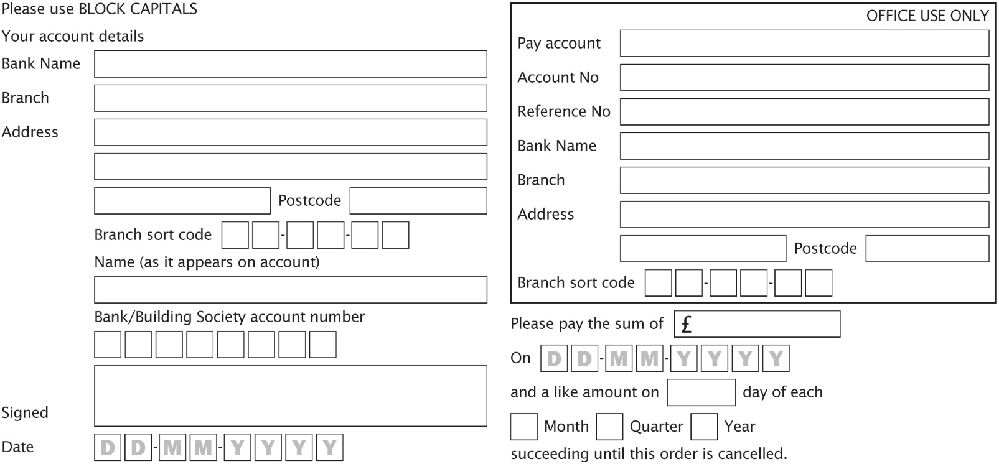 Please use BLOCK CAPITALS
Your account details
Bank Name
Branch
Address
Postcode
Branch sort code - -
Name (as it appears on account)
Bank/Building Society account number
Signed
Date D D - M M - Y Y Y Y
OFFICE USE ONLY
Pay account
Account No
Reference No
Bank Name
Branch
Address
Postcode
Branch sort code - -
Please pay the sum of £
On D D - M M - Y Y Y Y
and a like amount on day of each
Month Quarter Year
succeeding until this order is cancelled.